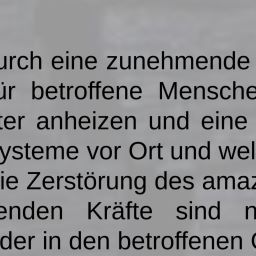 urch eine zunehmende
ür betroffene Mensche
ter anheizen und eine
ysteme vor Ort und wel
ie Zerstörung des amaz
enden Kräfte sind n
der in den betroffenen G